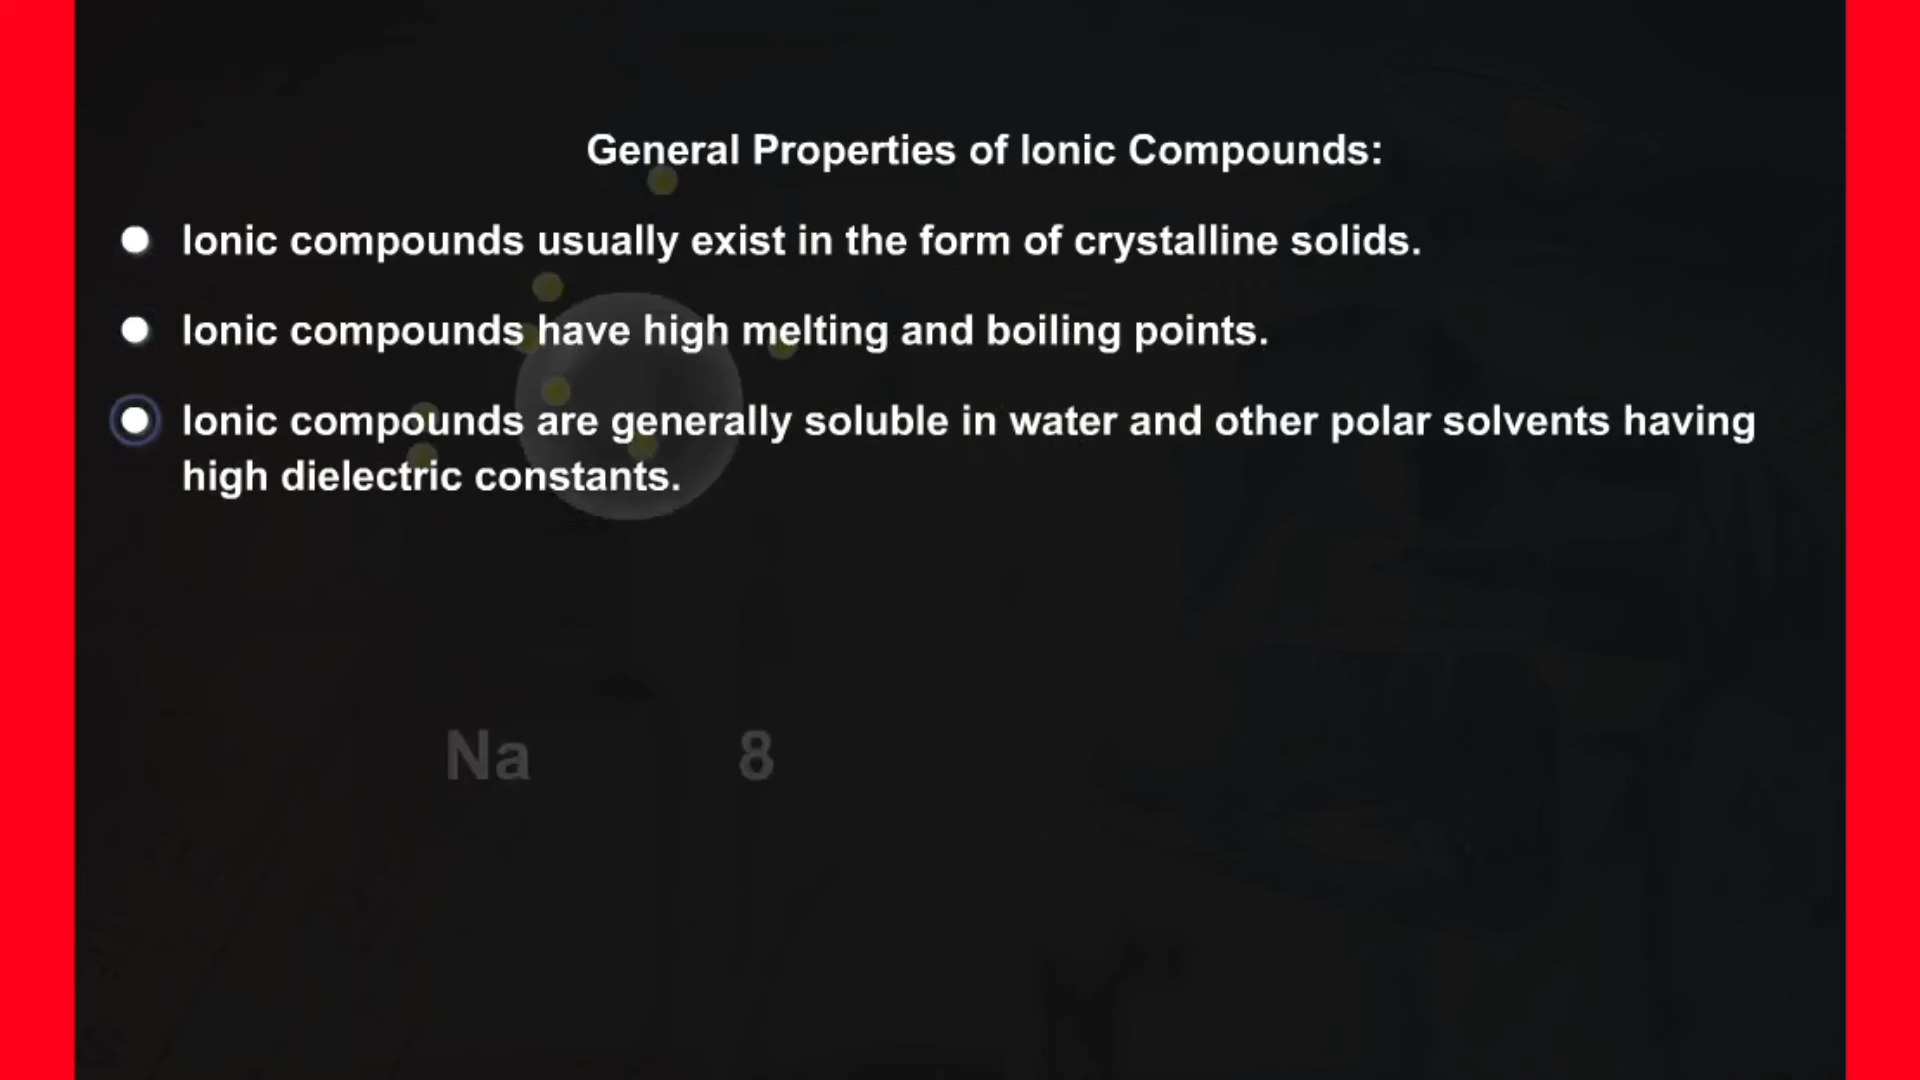 General Properties of Ionic Compounds:
Ionic compounds usually exist in the form of crystalline solids.
Ionic compounds have high melting and boiling points.
Ionic compounds are generally soluble in water and other polar solvents having
high dielectric constants.
Na 8